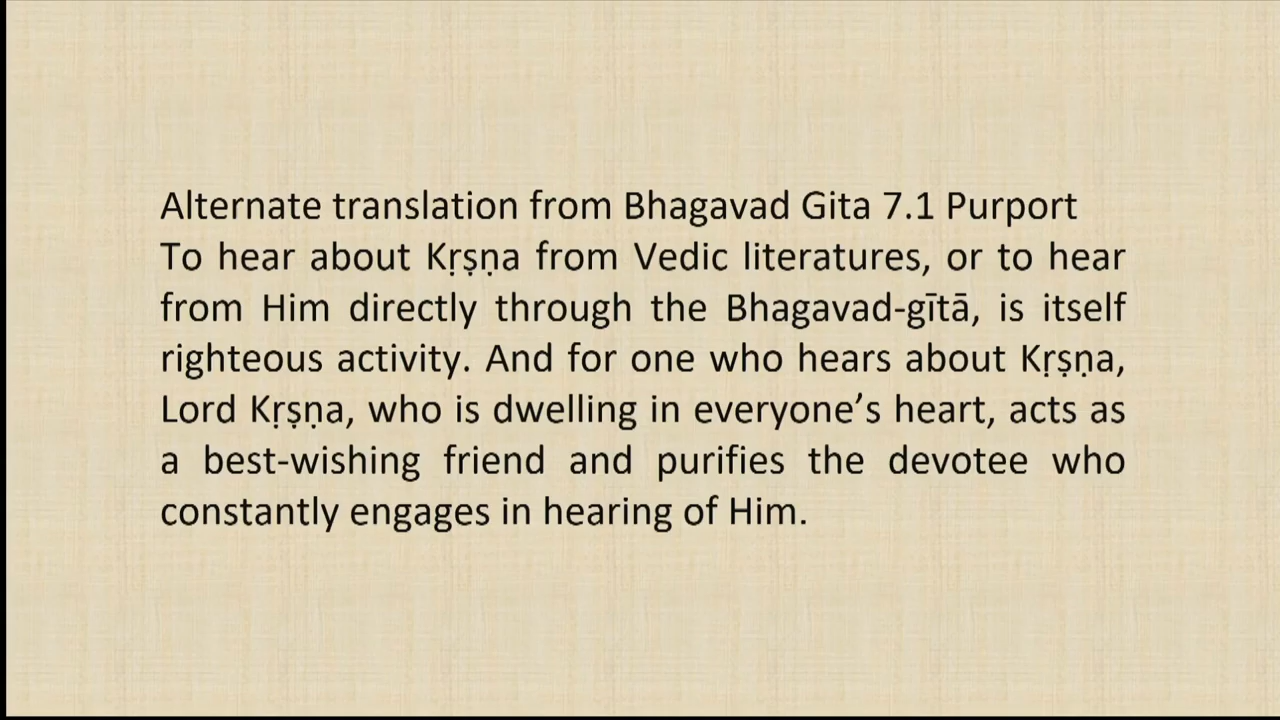 Alternate translation from Bhagavad Gita 7.1 Purport
To hear about Kṛṣṇa from Vedic literatures, or to hear
from Him directly through the Bhagavad-gītā, is itself
righteous activity. And for one who hears about Kṛṣṇa,
Lord Kṛṣṇa, who is dwelling in everyone’s heart, acts as
a best-wishing friend and purifies the devotee who
constantly engages in hearing of Him.